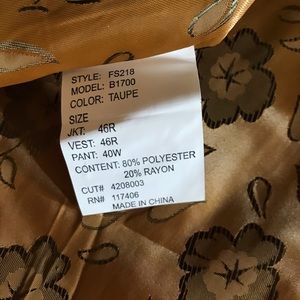 STYLE: FS218
MODEL: B1700
COLOR: TAUPE
SIZE
JKT: 46R
VEST: 46R
PANT: 40W
CONTENT: 80% POLYESTER
20% RAYON
CUT# 4208003
RN# 117406
MADE IN CHINA